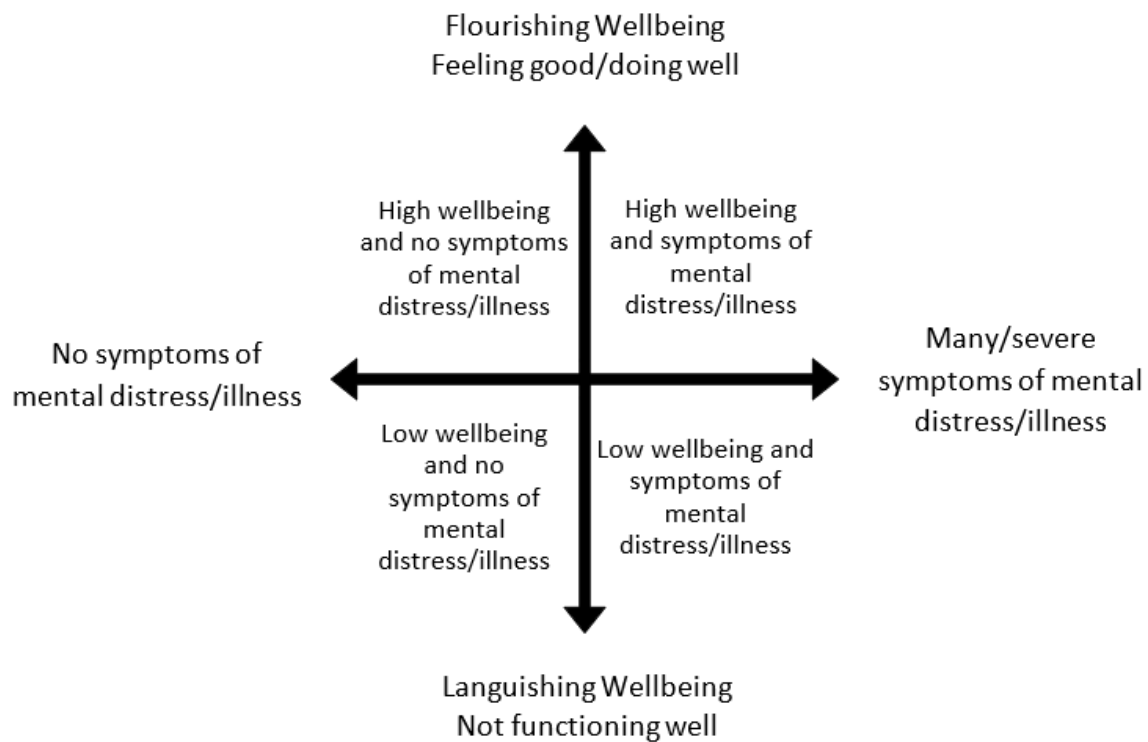 Flourishing Wellbeing
Feeling good/doing well
High wellbeing
and no symptoms
of mental
distress/illness
High wellbeing
and symptoms of
mental
distress/illness
No symptoms of
mental distress/illness
Many/severe
symptoms of mental
distress/illness
Low wellbeing
and no
symptoms of
mental
distress/illness
Low wellbeing and
symptoms of
mental
distress/illness
Languishing Wellbeing
Not functioning well